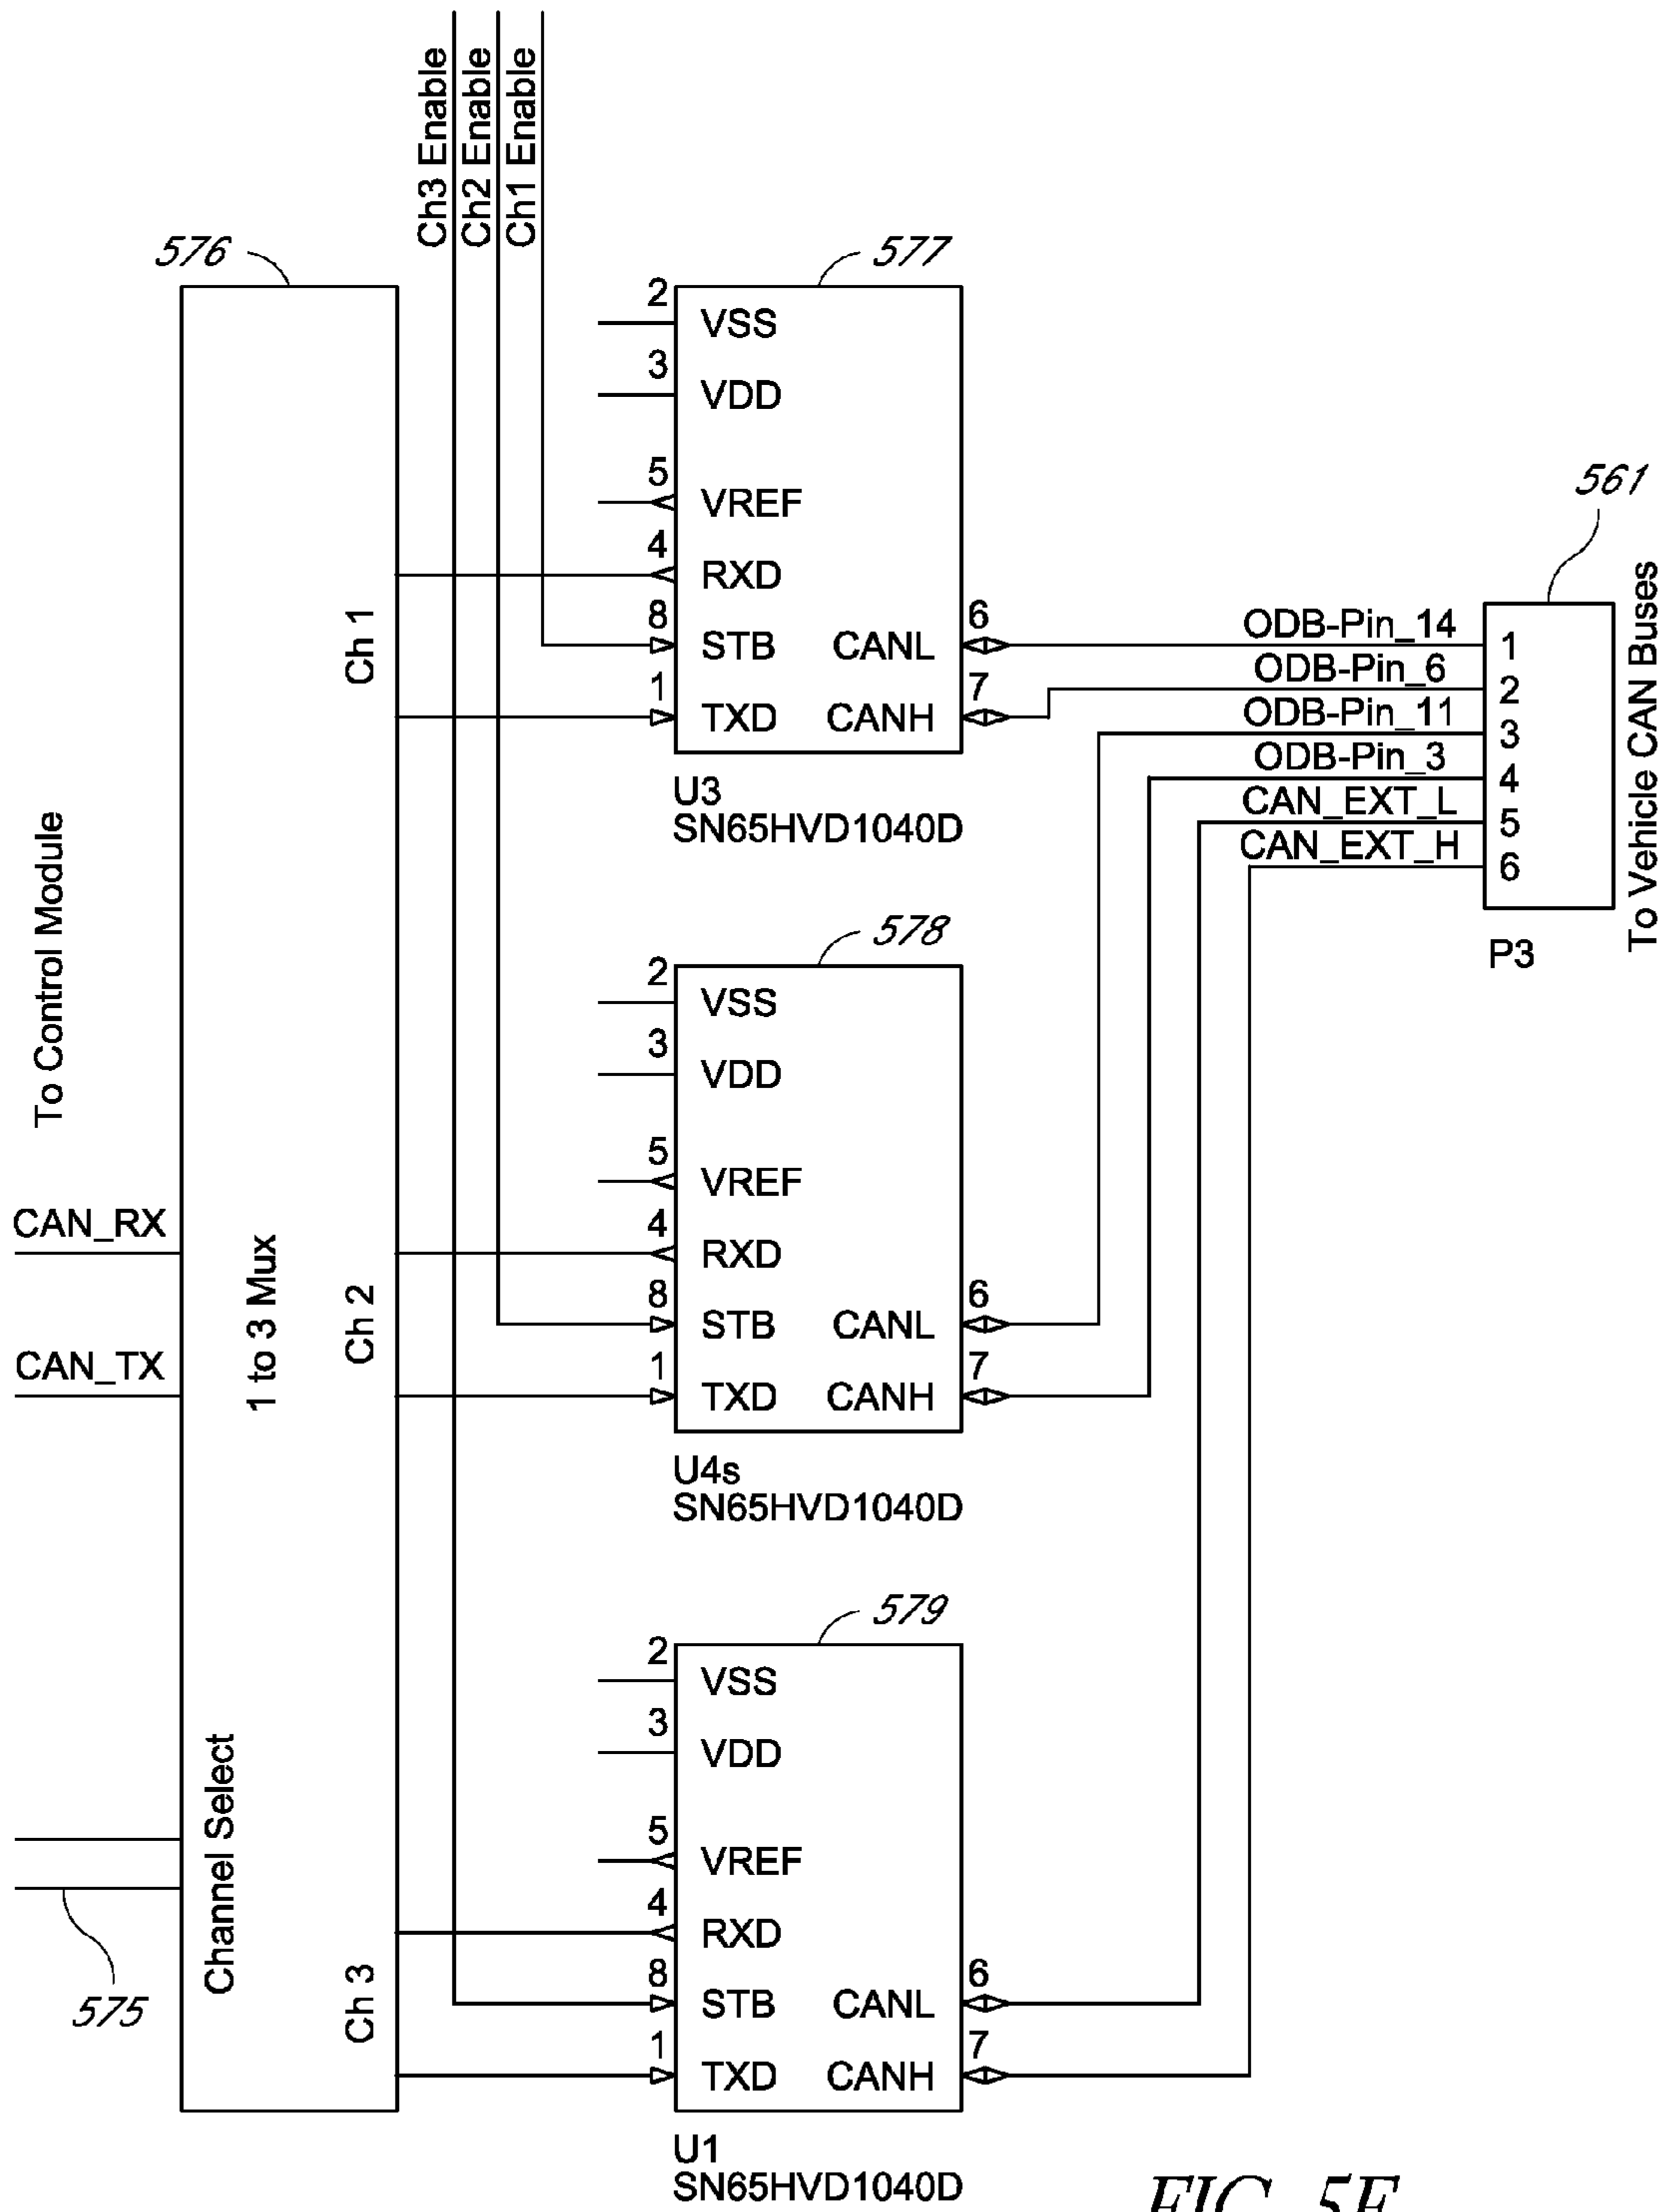 Ch3 Enable
Ch2 Enable
Ch1 Enable
576
577
2
VSS
3
VDD
5
VREF
4
RXD
8
STB
CANL
6
1
TXD
CANH
7
U3
SN65HVD1040D
Ch 1
561
ODB-Pin_14
1
ODB-Pin_6
2
ODB-Pin_11
3
ODB-Pin_3
4
CAN_EXT_L
5
CAN_EXT_H
6
P3
To Vehicle CAN Buses
To Control Module
CAN_RX
CAN_TX
1 to 3 Mux
Ch 2
578
2
VSS
3
VDD
5
VREF
4
RXD
8
STB
CANL
6
1
TXD
CANH
7
U4s
SN65HVD1040D
Channel Select
575
Ch 3
579
2
VSS
3
VDD
5
VREF
4
RXD
8
STB
CANL
6
1
TXD
CANH
7
U1
SN65HVD1040D